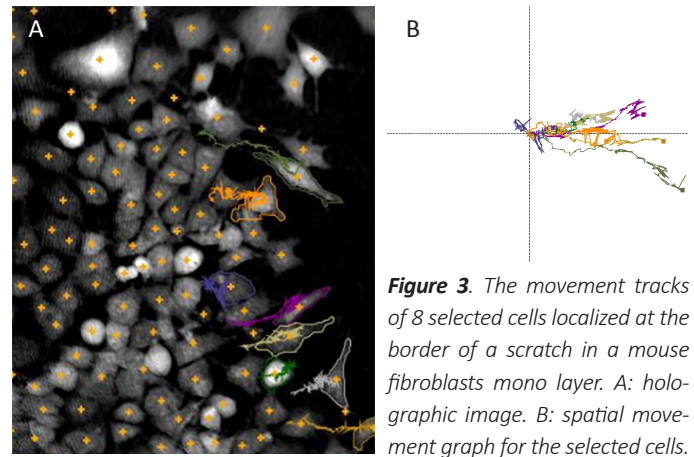 A
B
Figure 3. The movement tracks
of 8 selected cells localized at the
border of a scratch in a mouse
fibroblasts mono layer. A: holo-
graphic image. B: spatial move-
ment graph for the selected cells.